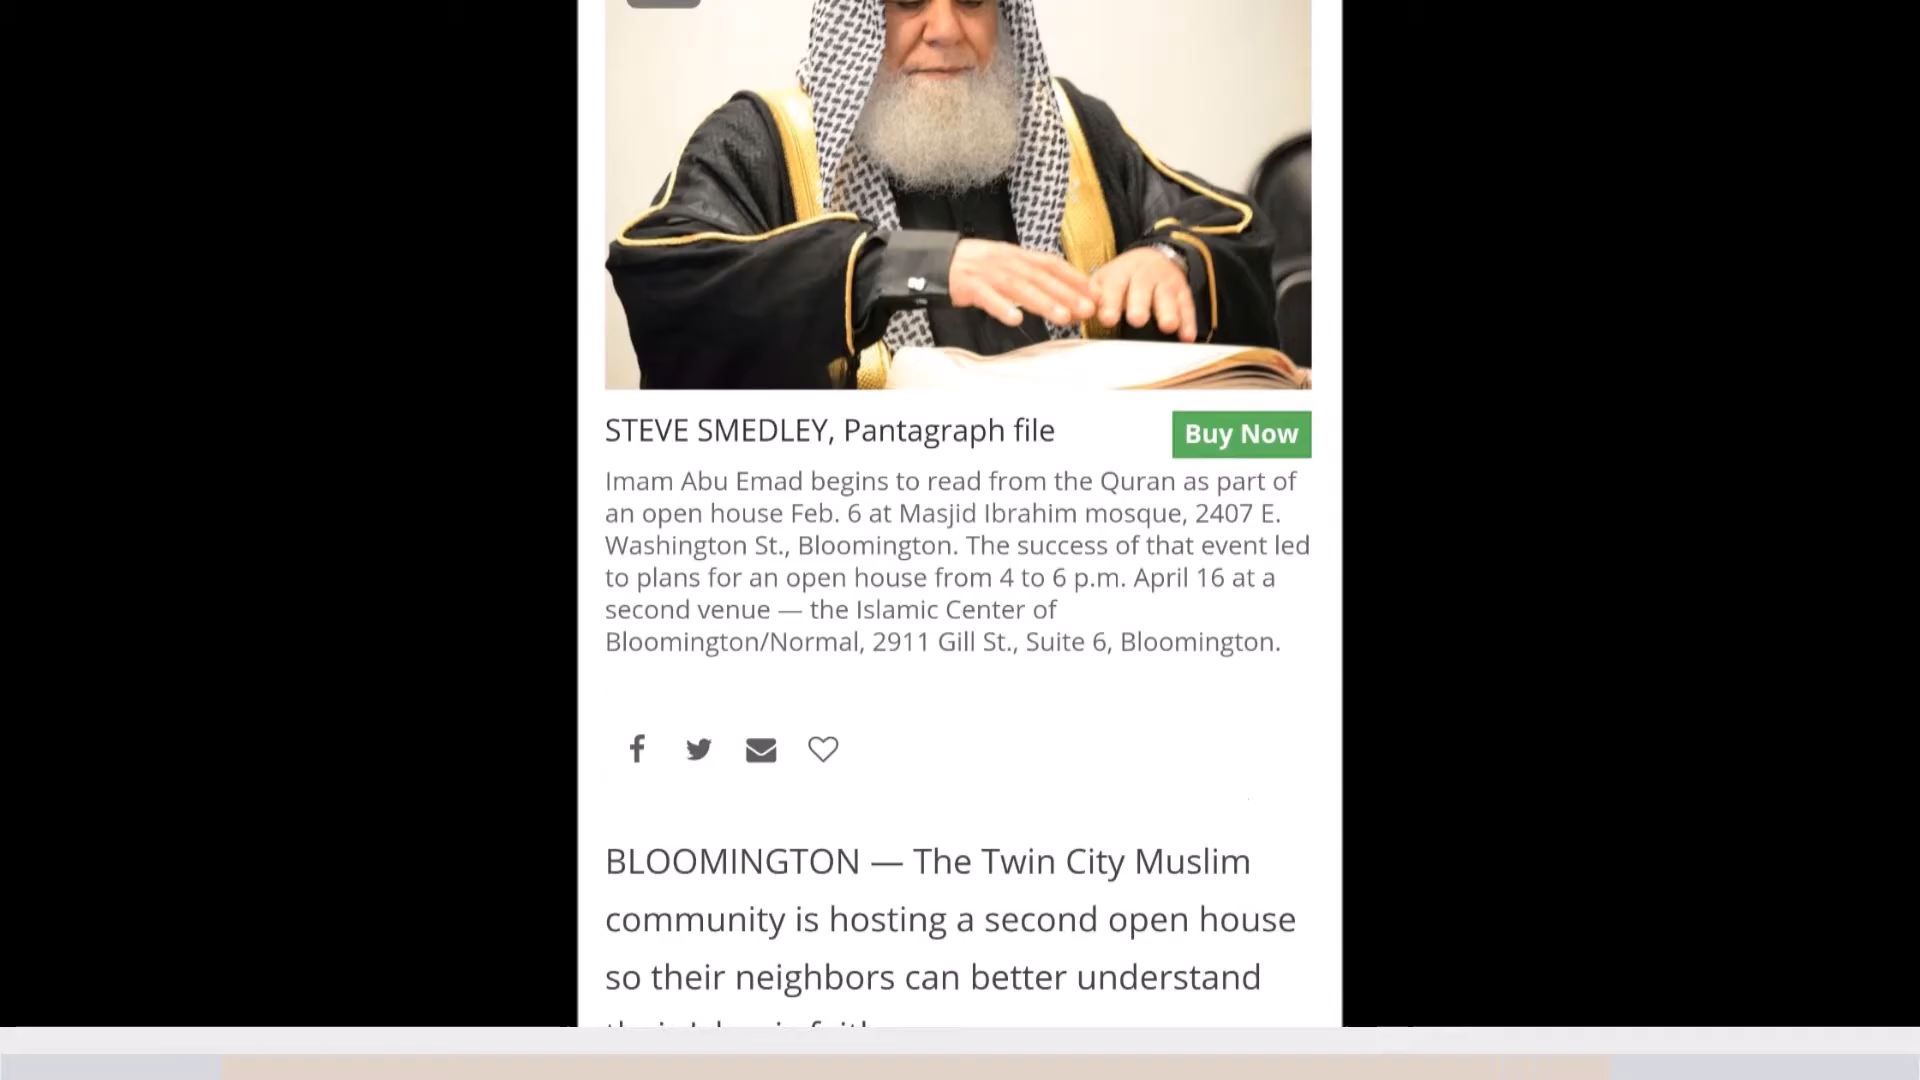 STEVE SMEDLEY, Pantagraph file
Buy Now
Imam Abu Emad begins to read from the Quran as part of
an open house Feb. 6 at Masjid Ibrahim mosque, 2407 E.
Washington St., Bloomington. The success of that event led
to plans for an open house from 4 to 6 p.m. April 16 at a
second venue — the Islamic Center of
Bloomington/Normal, 2911 Gill St., Suite 6, Bloomington.
BLOOMINGTON — The Twin City Muslim
community is hosting a second open house
so their neighbors can better understand